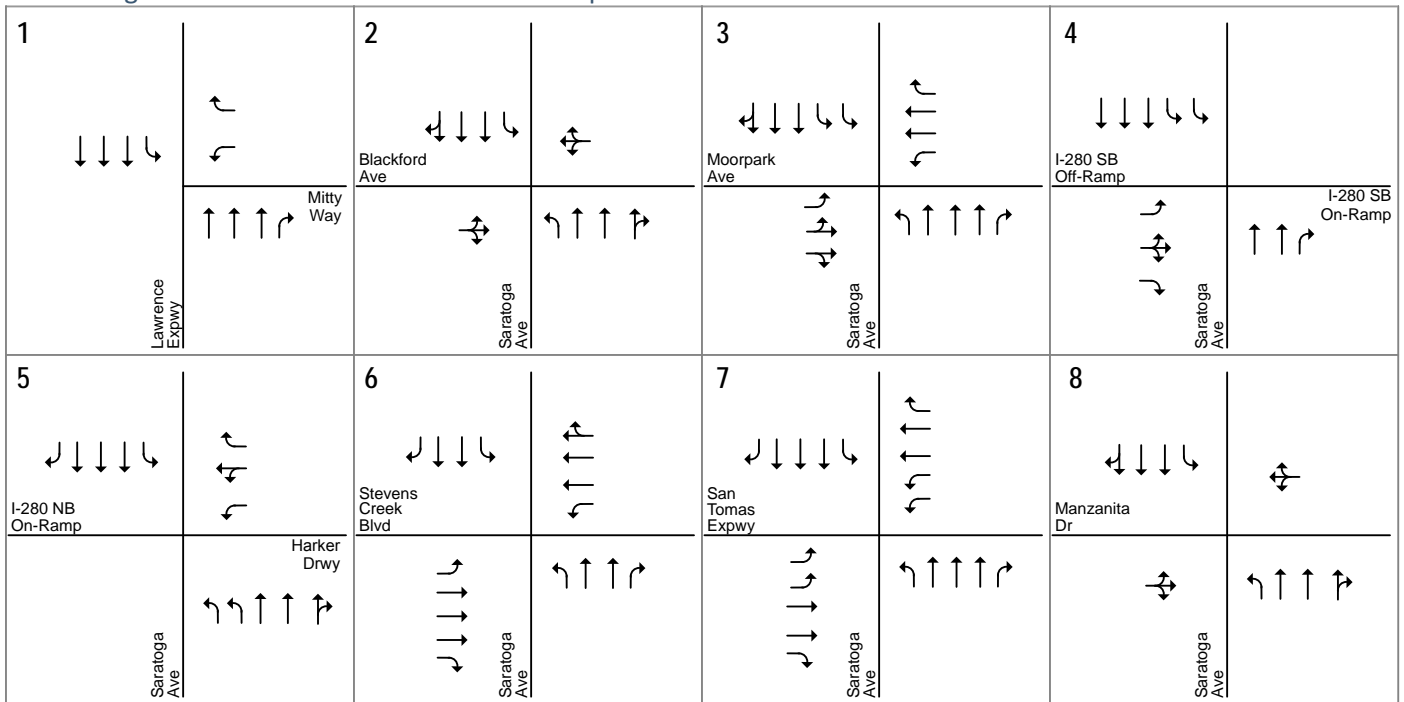 1
Mitty
Way
Lawrence
Expwy
2
Blackford
Ave
Saratoga
Ave
3
Moorpark
Ave
Saratoga
Ave
4
I-280 SB
Off-Ramp
I-280 SB
On-Ramp
Saratoga
Ave
5
I-280 NB
On-Ramp
Harker
Drwy
Saratoga
Ave
6
Stevens
Creek
Blvd
Saratoga
Ave
7
San
Tomas
Expwy
Saratoga
Ave
8
Manzanita
Dr
Saratoga
Ave